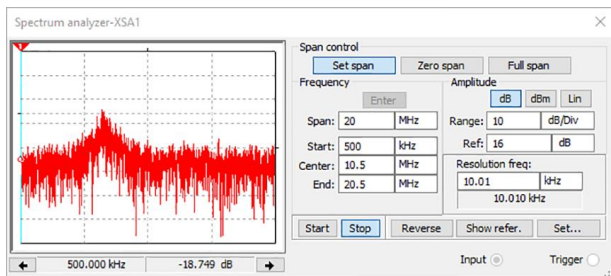 Spectrum analyzer-XSA1
1
Span control
Set span Zero span Full span
Frequency
Enter
Span: 20 MHz
Start: 500 kHz
Center: 10.5 MHz
End: 20.5 MHz
Amplitude
dB dBm Lin
Range: 10 dB/Div
Ref: 16 dB
Resolution freq:
10.01 kHz
10.010 kHz
Start Stop Reverse Show refer. Set...
500.000 kHz -18.749 dB
Input Trigger